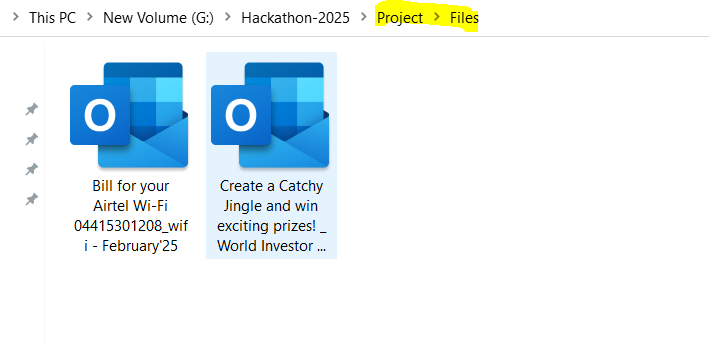 This PC > New Volume (G:) > Hackathon-2025 > Project > Files
O
O
Bill for your
Airtel Wi-Fi
04415301208_wif
i - February'25
Create a Catchy
Jingle and win
exciting prizes! _
World Investor ...